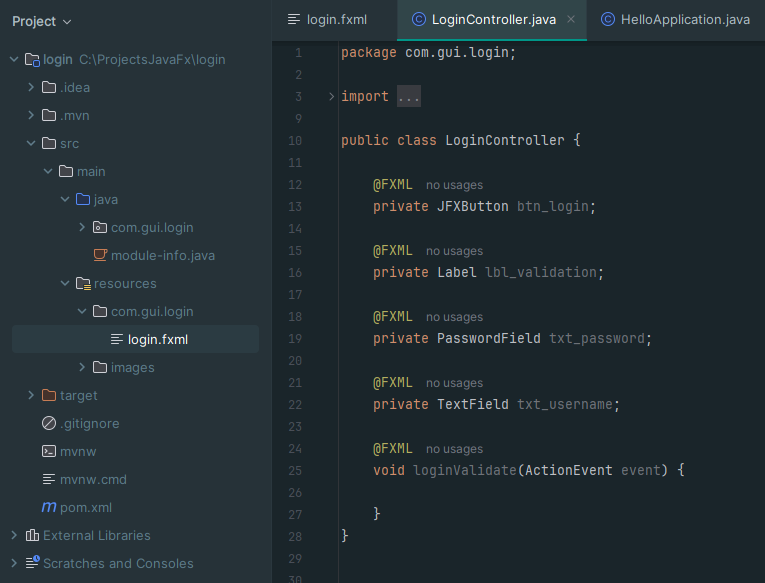 Project
login C:\ProjectsJavaFx\login
.idea
.mvn
src
main
java
com.gui.login
module-info.java
resources
com.gui.login
login.fxml
images
target
.gitignore
mvnw
mvnw.cmd
m pom.xml
External Libraries
Scratches and Consoles
login.fxml C LoginController.java × C HelloApplication.java
1 package com.gui.login;
2
3 import ...
9
10 public class LoginController {
11
12 @FXML no usages
13 private JFXButton btn_login;
14
15 @FXML no usages
16 private Label lbl_validation;
17
18 @FXML no usages
19 private PasswordField txt_password;
20
21 @FXML no usages
22 private TextField txt_username;
23
24 @FXML no usages
25 void loginValidate(ActionEvent event) {
26
27 }
28 }
29
30